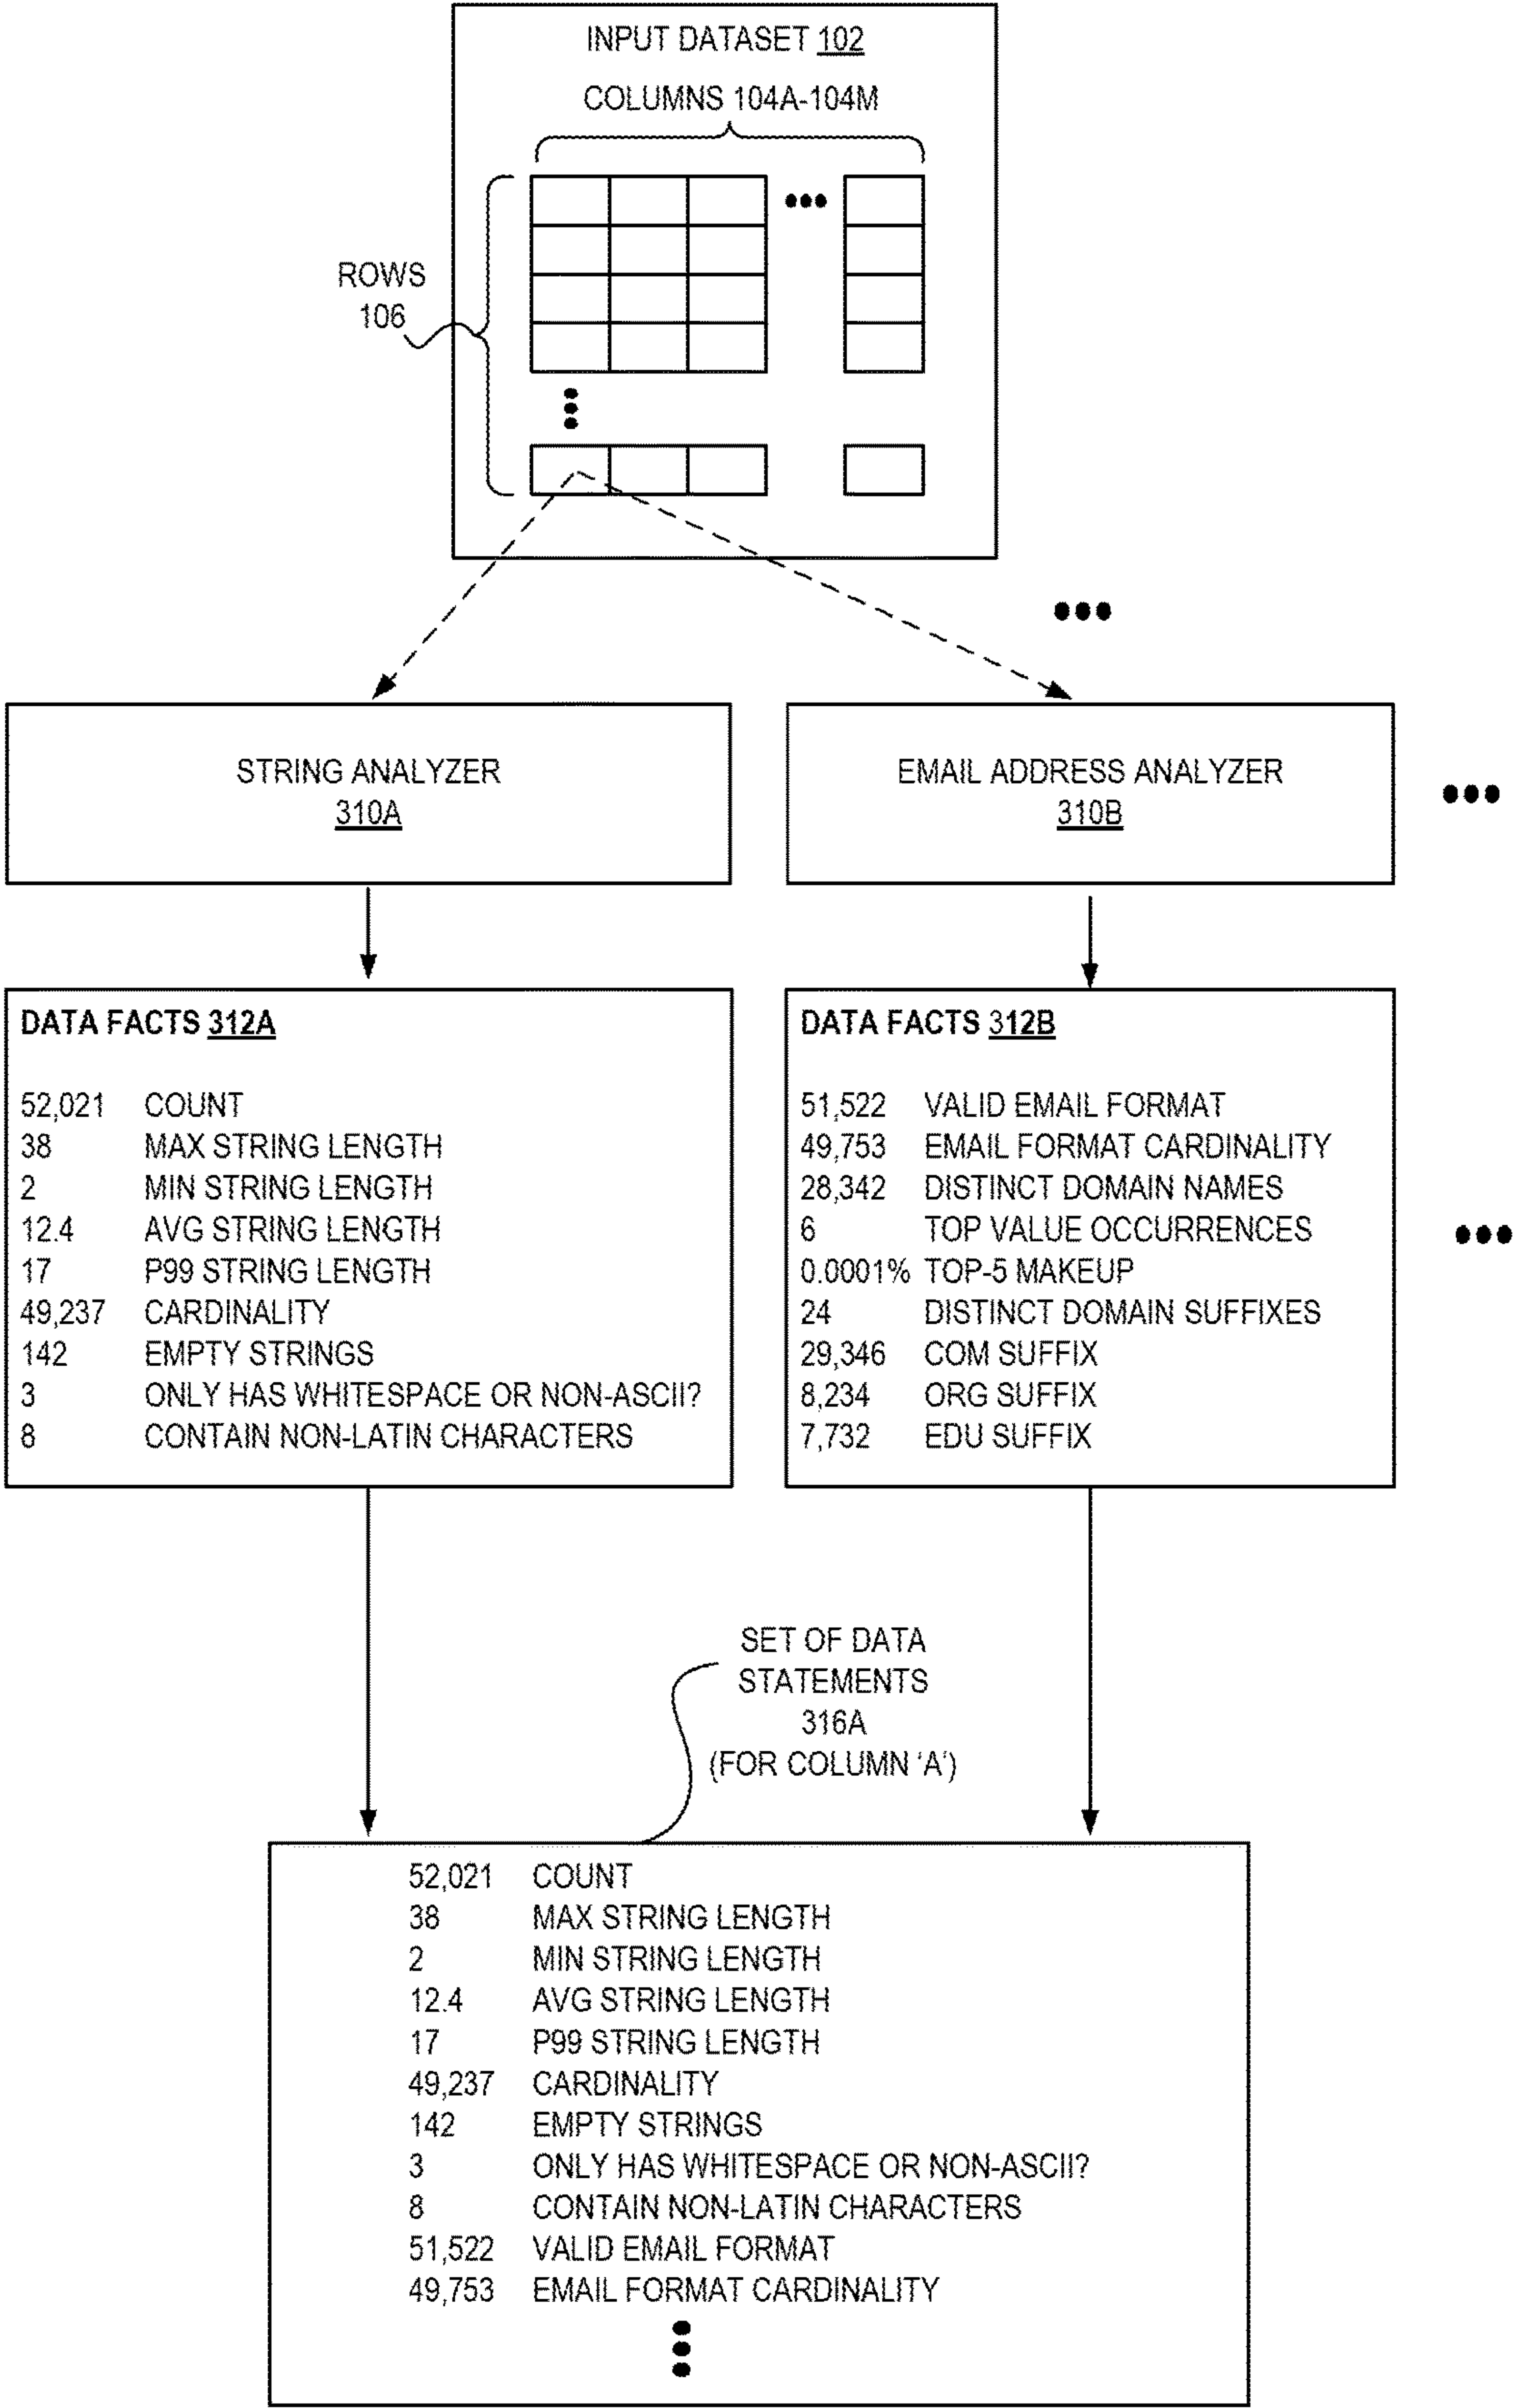 INPUT DATASET 102
COLUMNS 104A-104M
ROWS
106
STRING ANALYZER
310A
EMAIL ADDRESS ANALYZER
310B
DATA FACTS 312A
52,021 COUNT
38 MAX STRING LENGTH
2 MIN STRING LENGTH
12.4 AVG STRING LENGTH
17 P99 STRING LENGTH
49,237 CARDINALITY
142 EMPTY STRINGS
3 ONLY HAS WHITESPACE OR NON-ASCII?
8 CONTAIN NON-LATIN CHARACTERS
DATA FACTS 312B
51,522 VALID EMAIL FORMAT
49,753 EMAIL FORMAT CARDINALITY
28,342 DISTINCT DOMAIN NAMES
6 TOP VALUE OCCURRENCES
0.0001% TOP-5 MAKEUP
24 DISTINCT DOMAIN SUFFIXES
29,346 COM SUFFIX
8,234 ORG SUFFIX
7,732 EDU SUFFIX
SET OF DATA
STATEMENTS
316A
(FOR COLUMN 'A')
52,021 COUNT
38 MAX STRING LENGTH
2 MIN STRING LENGTH
12.4 AVG STRING LENGTH
17 P99 STRING LENGTH
49,237 CARDINALITY
142 EMPTY STRINGS
3 ONLY HAS WHITESPACE OR NON-ASCII?
8 CONTAIN NON-LATIN CHARACTERS
51,522 VALID EMAIL FORMAT
49,753 EMAIL FORMAT CARDINALITY